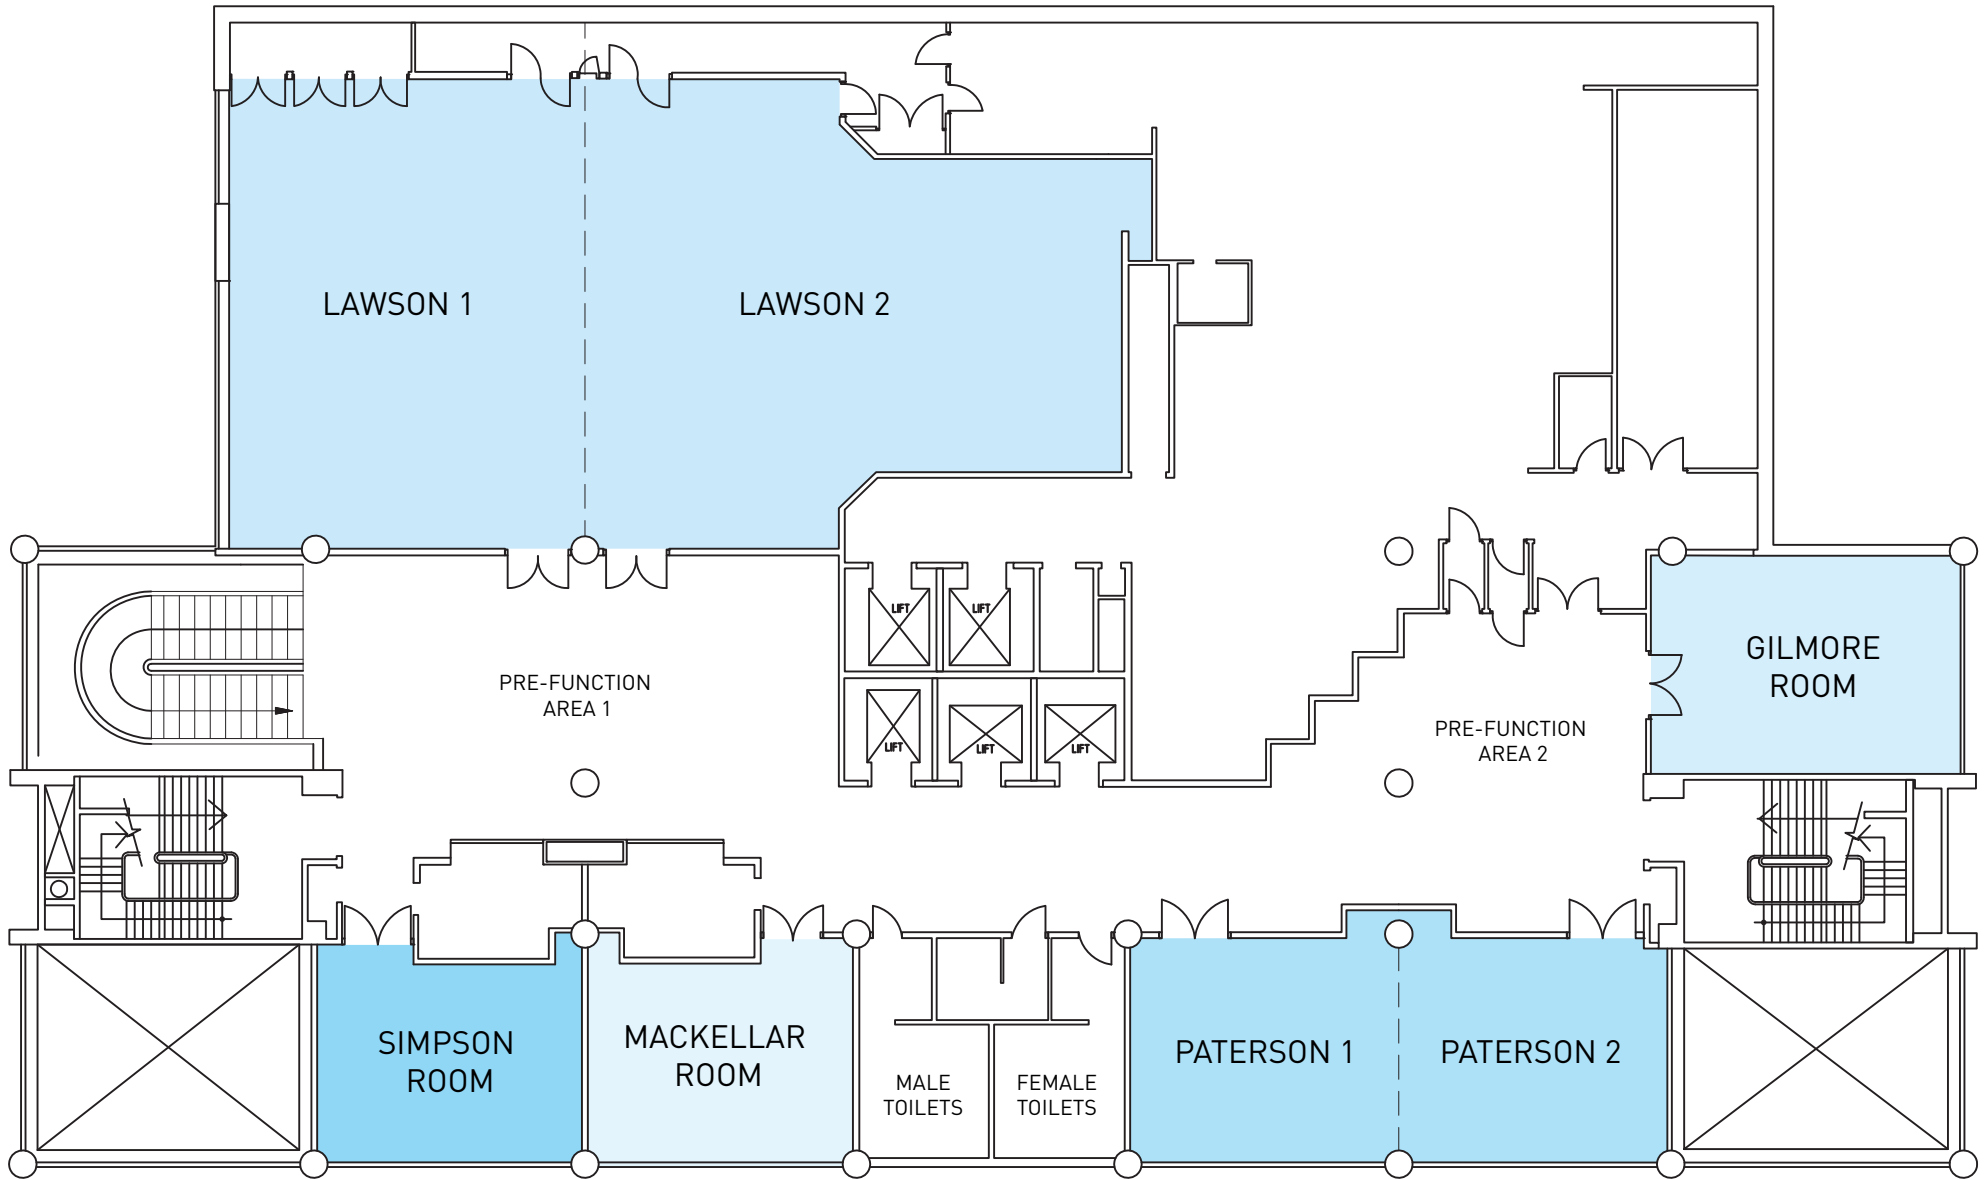 LAWSON 1
LAWSON 2
LIFT
LIFT
GILMORE
ROOM
PRE-FUNCTION
AREA 1
PRE-FUNCTION
AREA 2
LIFT
LIFT
LIFT
SIMPSON
ROOM
MACKELLAR
ROOM
MALE
TOILETS
FEMALE
TOILETS
PATERSON 1
PATERSON 2